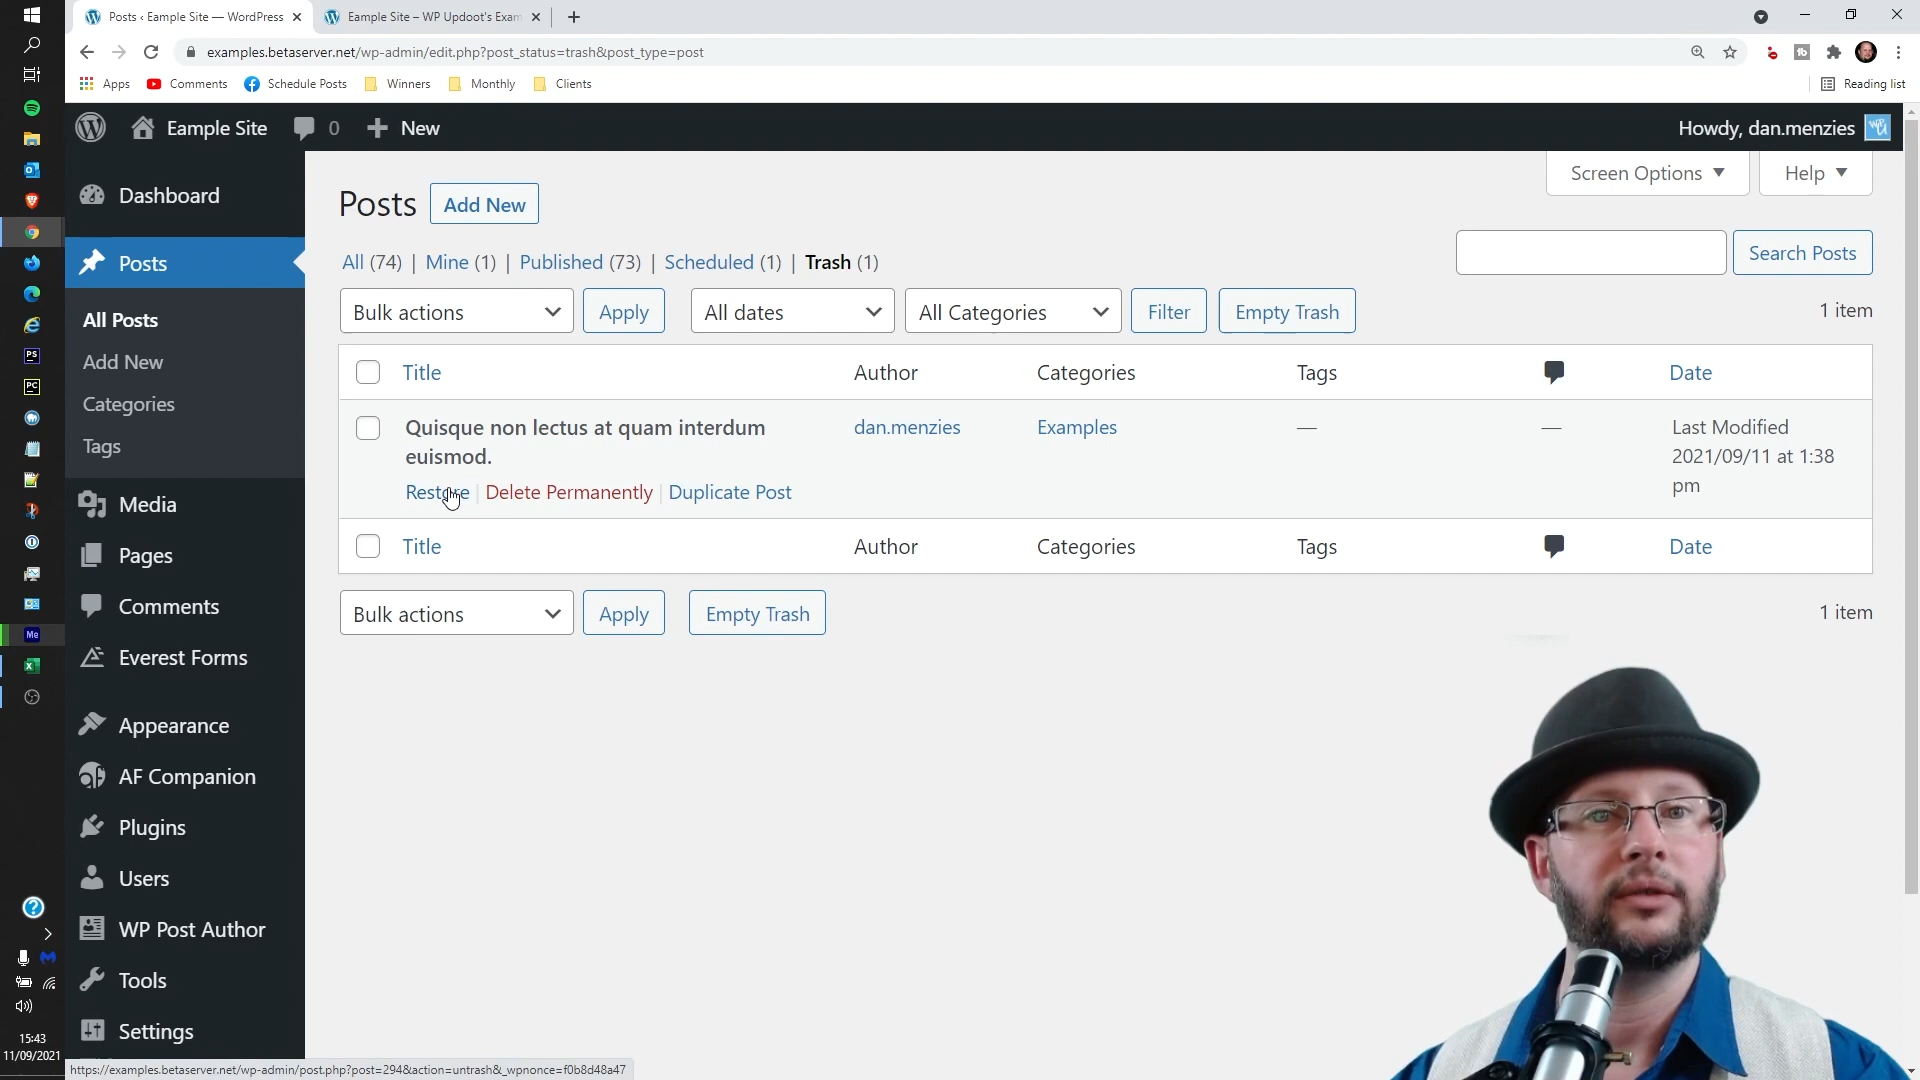 Posts ‹ Eample Site — WordPress
Eample Site – WP Updoot's Exam
examples.betaserver.net/wp-admin/edit.php?post_status=trash&post_type=post
Apps
Comments
Schedule Posts
Winners
Monthly
Clients
Reading list
Eample Site
0
New
Howdy, dan.menzies
Dashboard
Posts
All Posts
Add New
Categories
Tags
Media
Pages
Comments
Everest Forms
Appearance
AF Companion
Plugins
Users
WP Post Author
Tools
Settings
Screen Options
Help
Posts
Add New
All (74) | Mine (1) | Published (73) | Scheduled (1) | Trash (1)
Search Posts
Bulk actions
Apply
All dates
All Categories
Filter
Empty Trash
1 item
Title Author Categories Tags Date
Quisque non lectus at quam interdum
euismod.
dan.menzies
Examples
—
—
Last Modified
2021/09/11 at 1:38
pm
Restore | Delete Permanently | Duplicate Post
Title Author Categories Tags Date
Bulk actions
Apply
Empty Trash
1 item
PS
PC
Me
15:43
11/09/2021
https://examples.betaserver.net/wp-admin/post.php?post=294&action=untrash&_wpnonce=f0b8d48a47